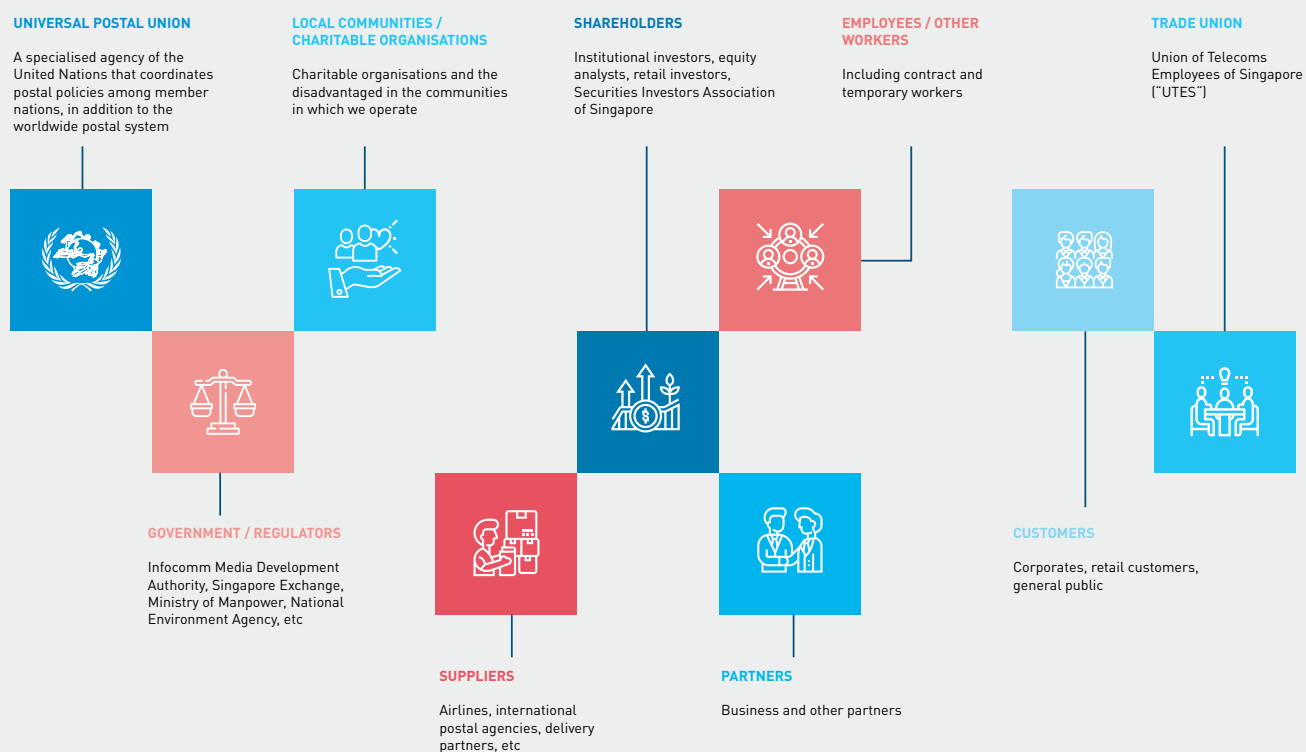 UNIVERSAL POSTAL UNION
A specialised agency of the
United Nations that coordinates
postal policies among member
nations, in addition to the
worldwide postal system
LOCAL COMMUNITIES /
CHARITABLE ORGANISATIONS
Charitable organisations and the
disadvantaged in the communities
in which we operate
SHAREHOLDERS
Institutional investors, equity
analysts, retail investors,
Securities Investors Association
of Singapore
EMPLOYEES / OTHER
WORKERS
Including contract and
temporary workers
TRADE UNION
Union of Telecoms
Employees of Singapore
("UTES")
$
GOVERNMENT / REGULATORS
Infocomm Media Development
Authority, Singapore Exchange,
Ministry of Manpower, National
Environment Agency, etc
CUSTOMERS
Corporates, retail customers,
general public
SUPPLIERS
Airlines, international
postal agencies, delivery
partners, etc
PARTNERS
Business and other partners